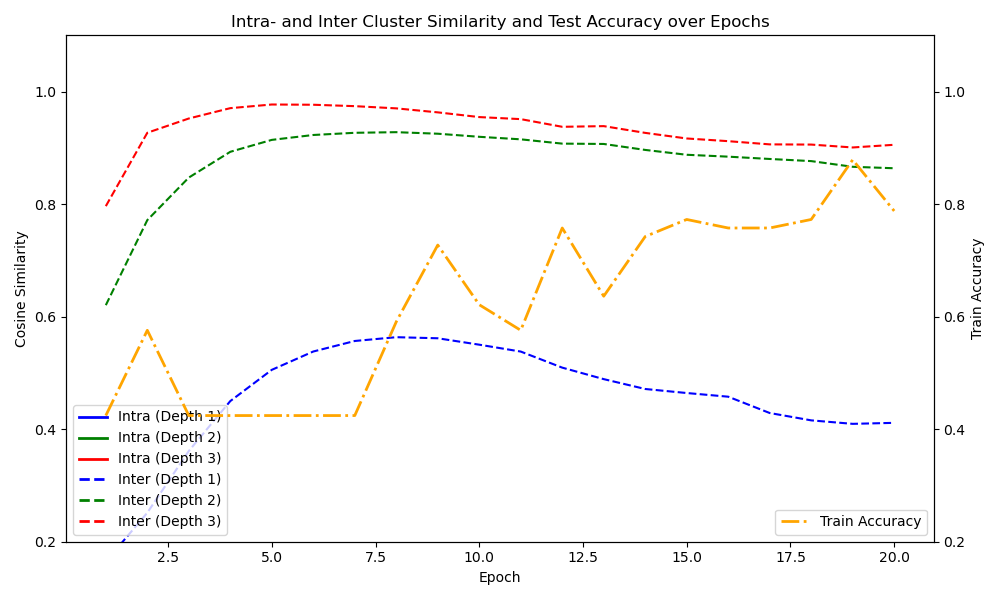 Intra- and Inter Cluster Similarity and Test Accuracy over Epochs
1.0
0.8
0.6
0.4
0.2
Cosine Similarity
Intra (Depth 1)
Intra (Depth 2)
Intra (Depth 3)
Inter (Depth 1)
Inter (Depth 2)
Inter (Depth 3)
Train Accuracy
1.0
0.8
0.6
0.4
0.2
Train Accuracy
2.5
5.0
7.5
10.0
12.5
15.0
17.5
20.0
Epoch